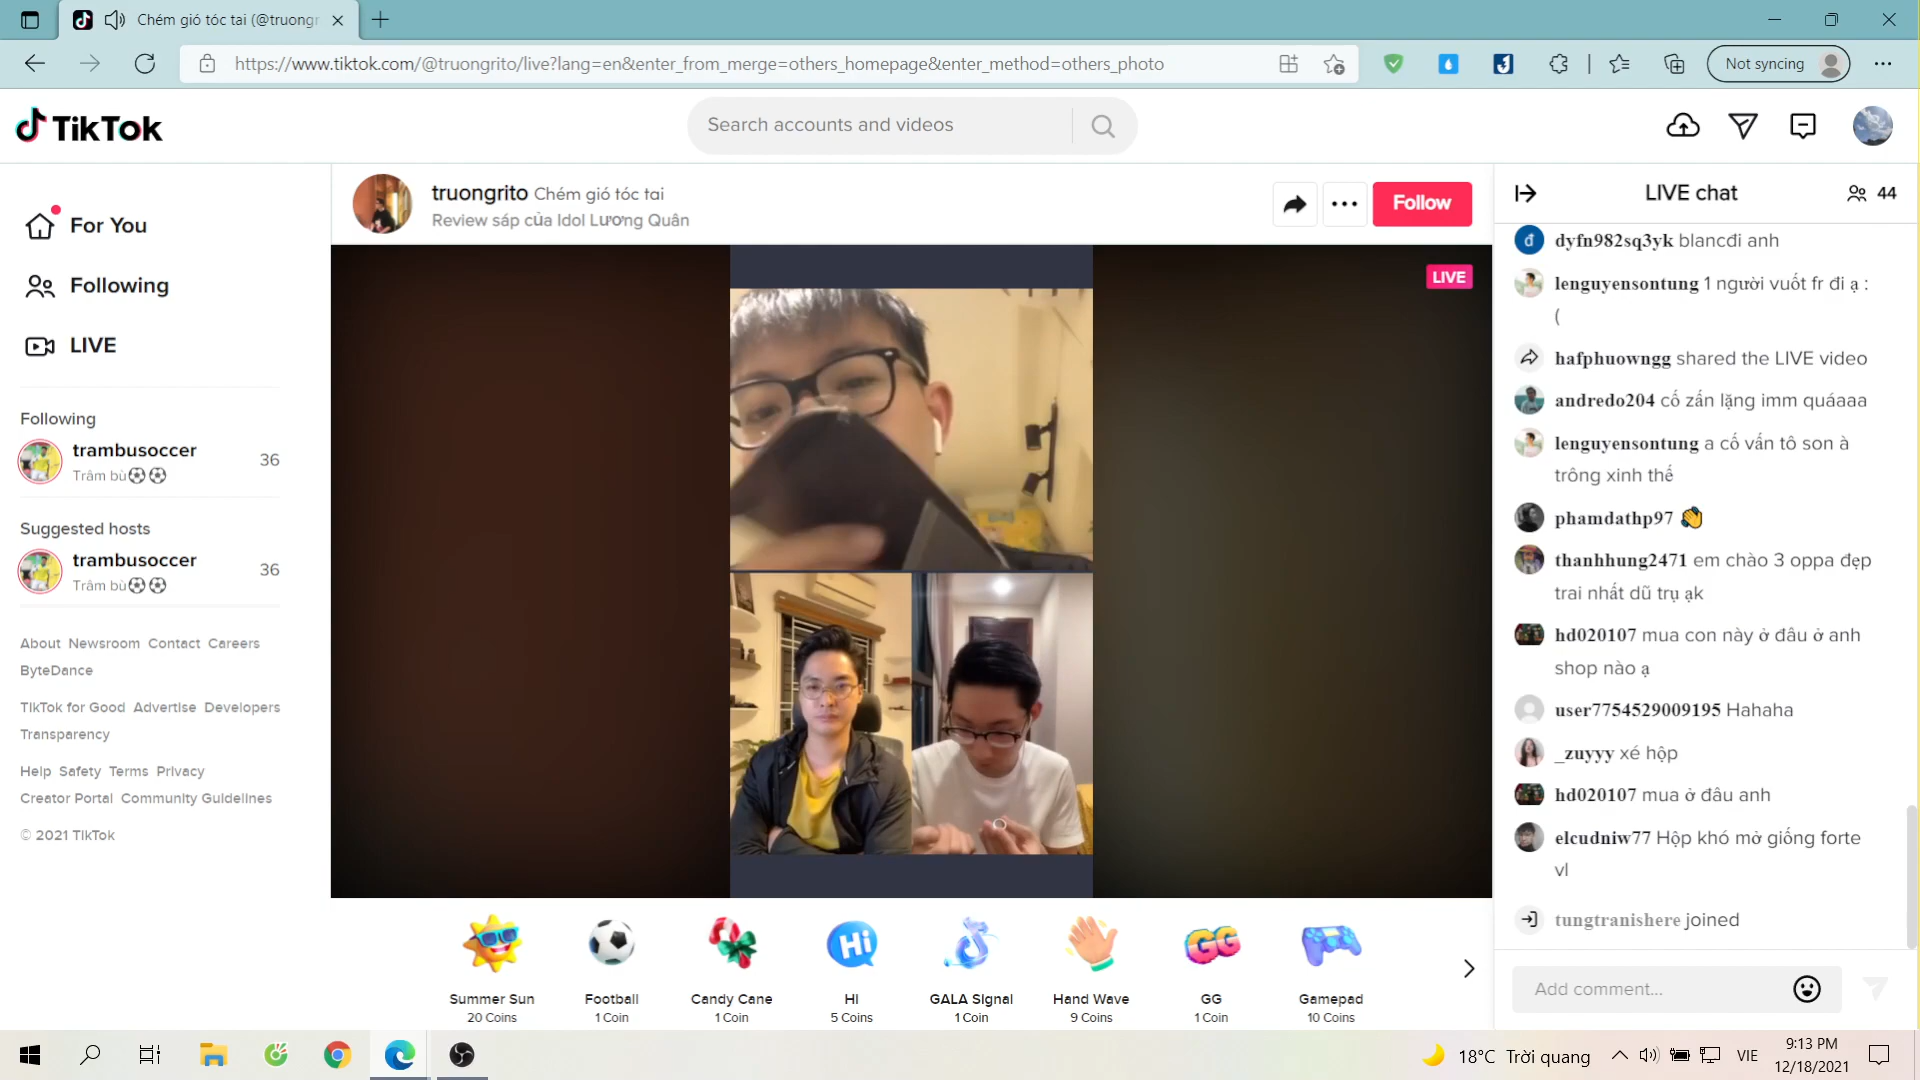 Chém gió tóc tai (@truongr
https://www.tiktok.com/@truongrito/live?lang=en&enter_from_merge=others_homepage&enter_method=others_photo
Not syncing
TikTok
Search accounts and videos
For You
Following
LIVE
Following
trambusoccer
36
Trâm bù
Suggested hosts
trambusoccer
36
Trâm bù
About Newsroom Contact Careers
ByteDance
TikTok for Good Advertise Developers
Transparency
Help Safety Terms Privacy
Creator Portal Community Guidelines
© 2021 TikTok
truongrito Chém gió tóc tai
Review sáp của Idol Lương Quân
Follow
LIVE
Summer Sun
20 Coins
Football
1 Coin
Candy Cane
1 Coin
Hi
HI
5 Coins
GALA Signal
1 Coin
Hand Wave
9 Coins
GG
GG
1 Coin
Gamepad
10 Coins
LIVE chat
44
đ
dyfn982sq3yk blancđi anh
lenguyensontung 1 người vuốt fr đi ạ :
(
hafphuowngg shared the LIVE video
andredo204 cố zấn lặng imm quáaaa
lenguyensontung a cố vấn tô son à
trông xinh thế
phamdathp97 👏
thanhhung2471 em chào 3 oppa đẹp
trai nhất dũ trụ ạk
hd020107 mua con này ở đâu ở anh
shop nào ạ
user7754529009195 Hahaha
_zuyyy xé hộp
hd020107 mua ở đâu anh
elcudniw77 Hộp khó mở giống forte
vl
tungtranishere joined
Add comment...
18°C Trời quang
VIE
9:13 PM
12/18/2021